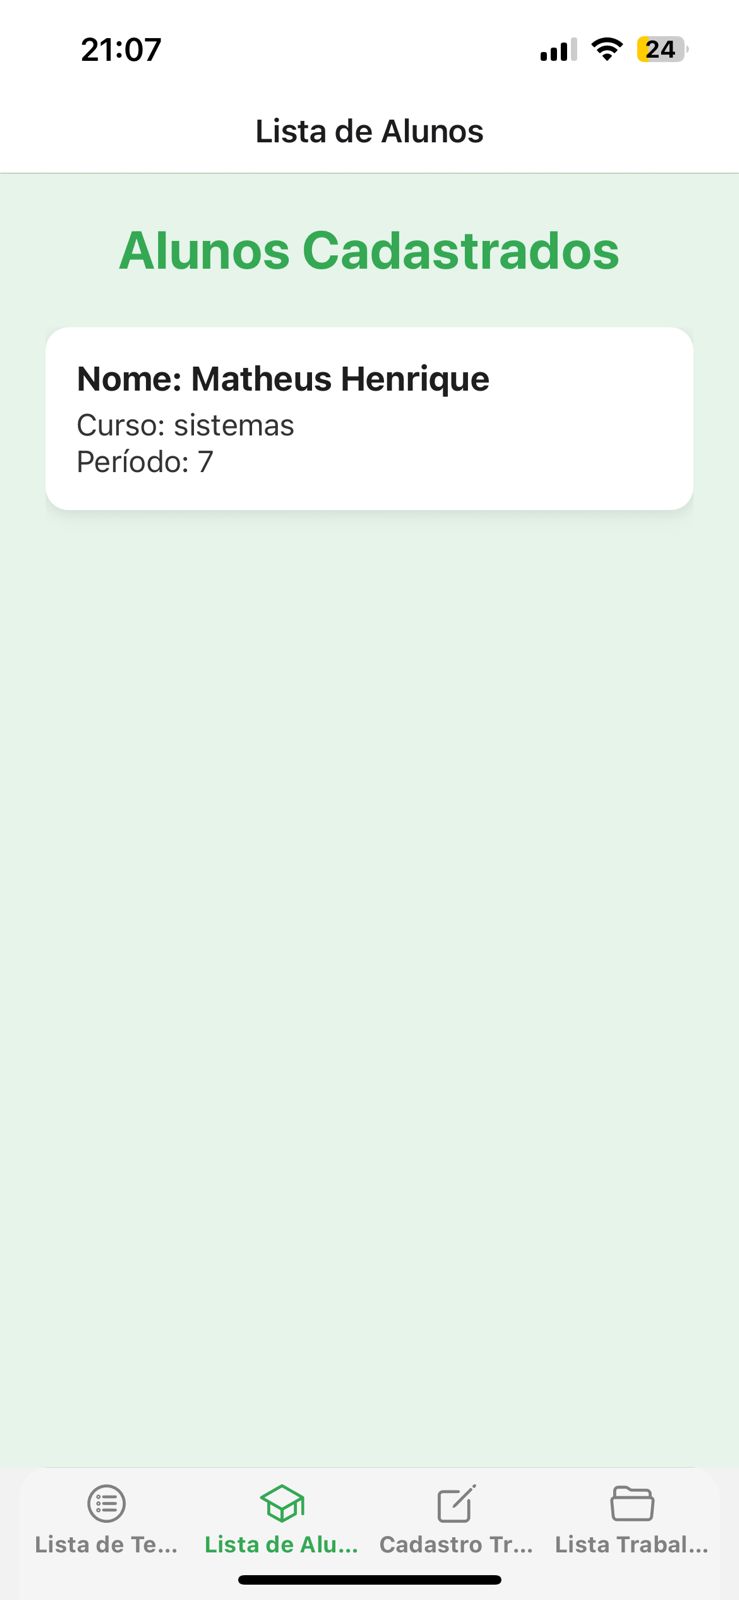 21:07
24
Lista de Alunos
Alunos Cadastrados
Nome: Matheus Henrique
Curso: sistemas
Período: 7
Lista de Te...
Lista de Alu...
Cadastro Tr...
Lista Trabal...